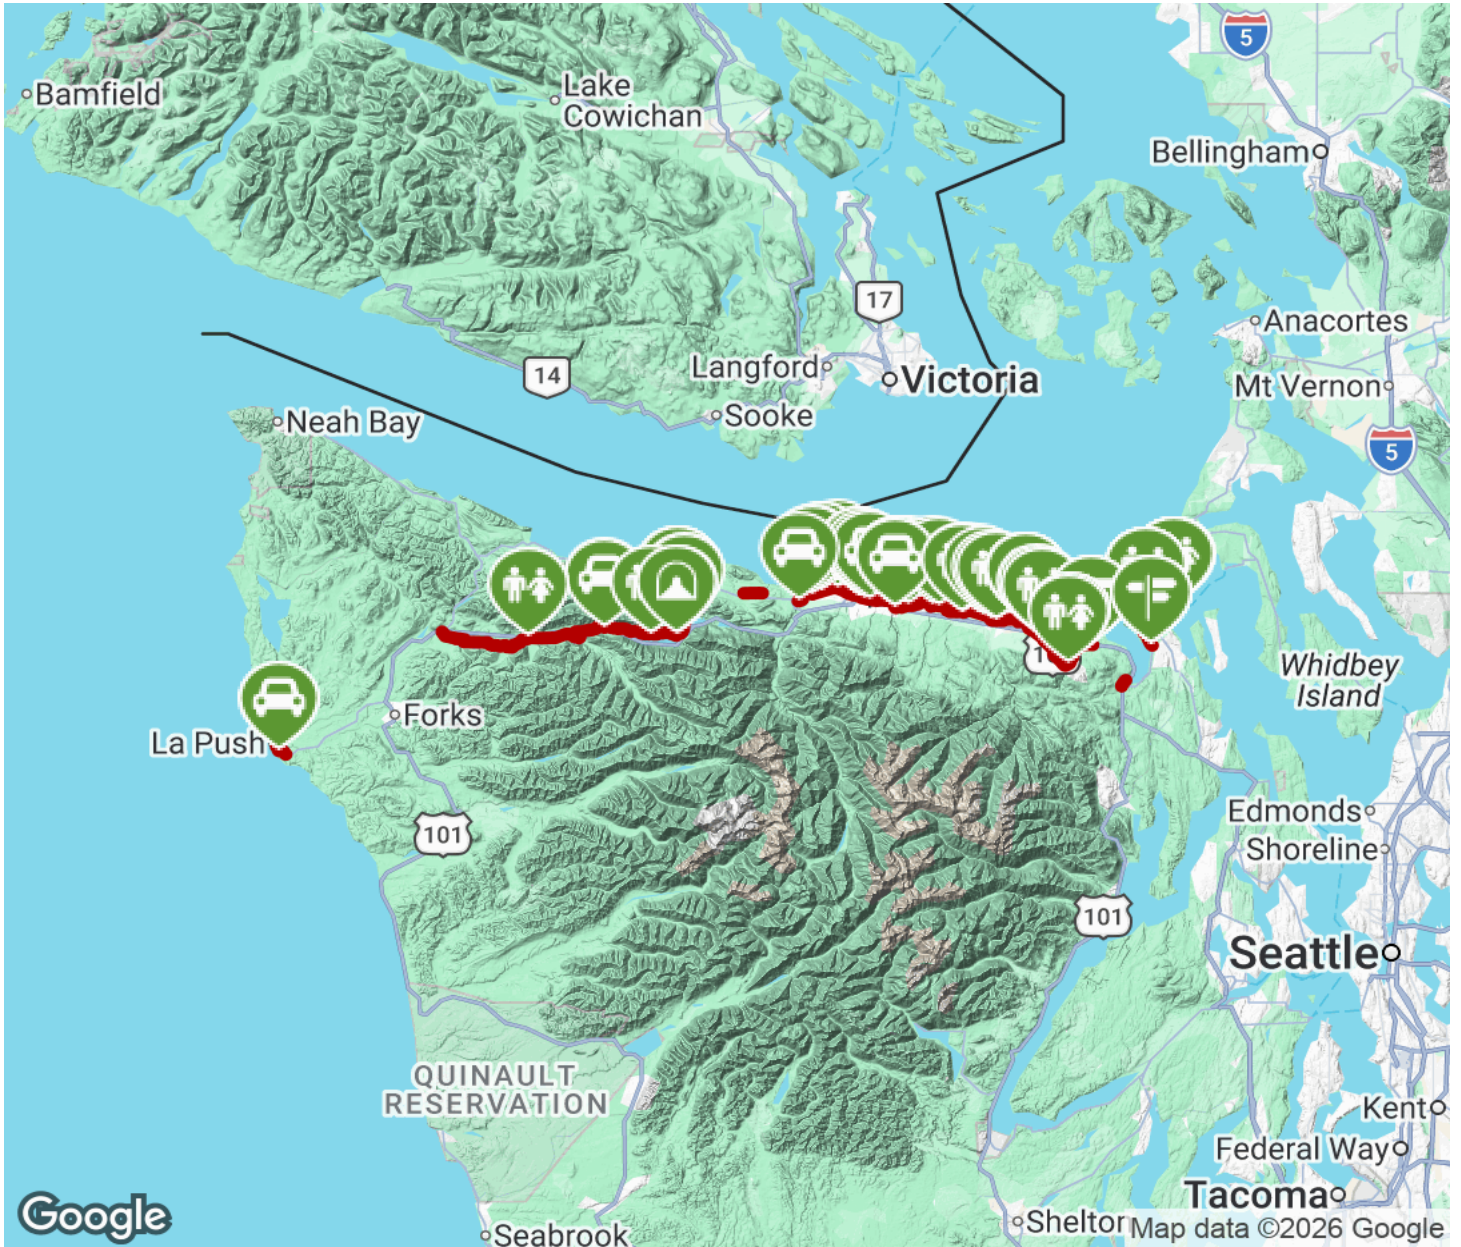 5
Bamfield
Lake
Cowichan
Bellingham
17
Anacortes
14
Langford
Victoria
Mt Vernon
Sooke
Neah Bay
5
Whidbey
Island
La Push
Forks
101
Edmonds
Shoreline
101
Seattle
QUINAULT
RESERVATION
Kent
Federal Way
Tacoma
Google
Seabrook
Shelton
Map data ©2026 Google